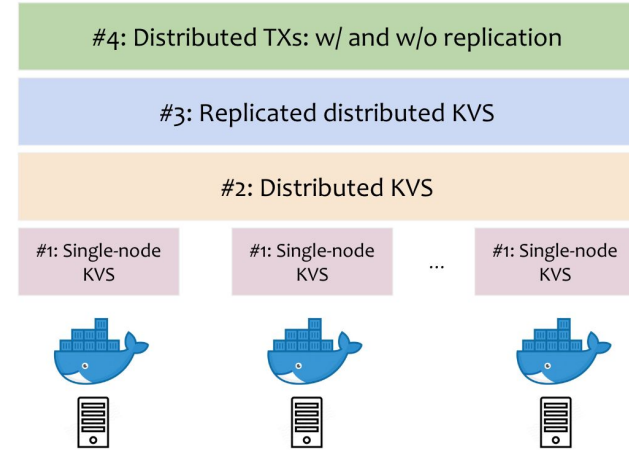 #4: Distributed TXs: w/ and w/o replication
#3: Replicated distributed KVS
#2: Distributed KVS
#1: Single-node
KVS
#1: Single-node
KVS
...
#1: Single-node
KVS